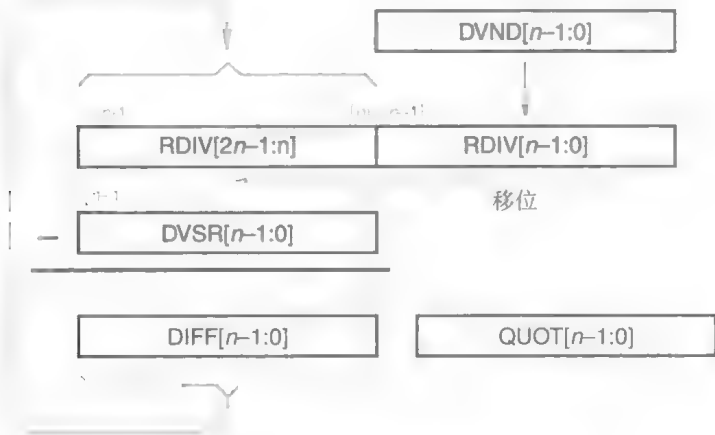 DVND[n–1:0]
RDIV[2n–1:n] RDIV[n–1:0]
移位
DVSR[n–1:0]
–
DIFF[n–1:0] QUOT[n–1:0]